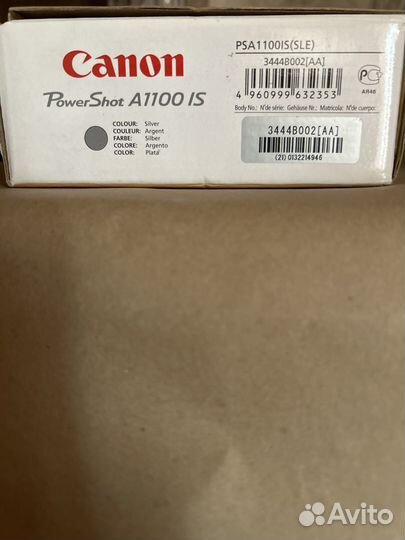 Canon
PowerShot A1100 IS
COLOUR: Silver
COULEUR: Argent
FARBE: Silber
COLORE: Argento
COLOR: Plata
PSA1100IS(SLE)
3444B002[AA]
4 960999 632353
Body No.: N°de série: Gehäuse Nr.: Matricola: N°de cuerpo:
3444B002[AA]
(21) 0132214946
АЯ46
Avito